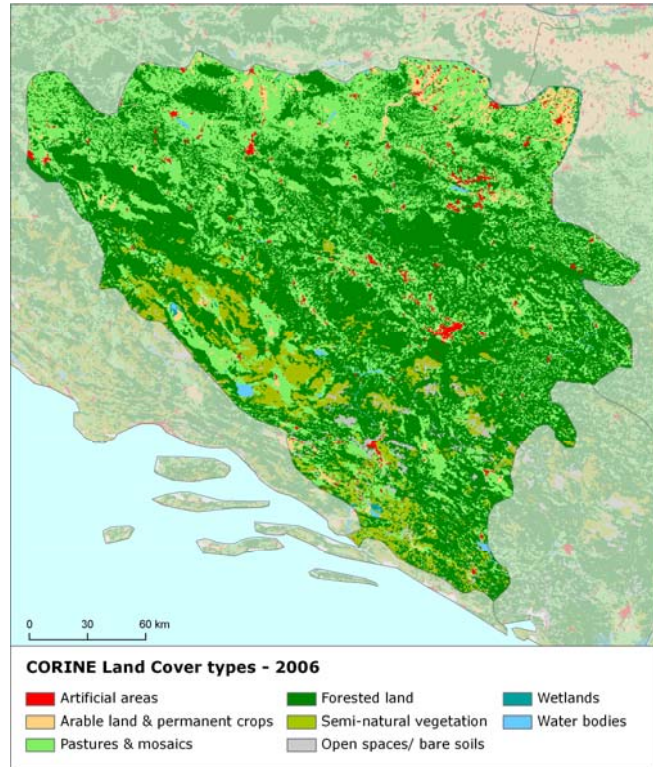 0 30 60 km
CORINE Land Cover types - 2006
Artificial areas Forested land Wetlands
Arable land & permanent crops Semi-natural vegetation Water bodies
Pastures & mosaics Open spaces/ bare soils